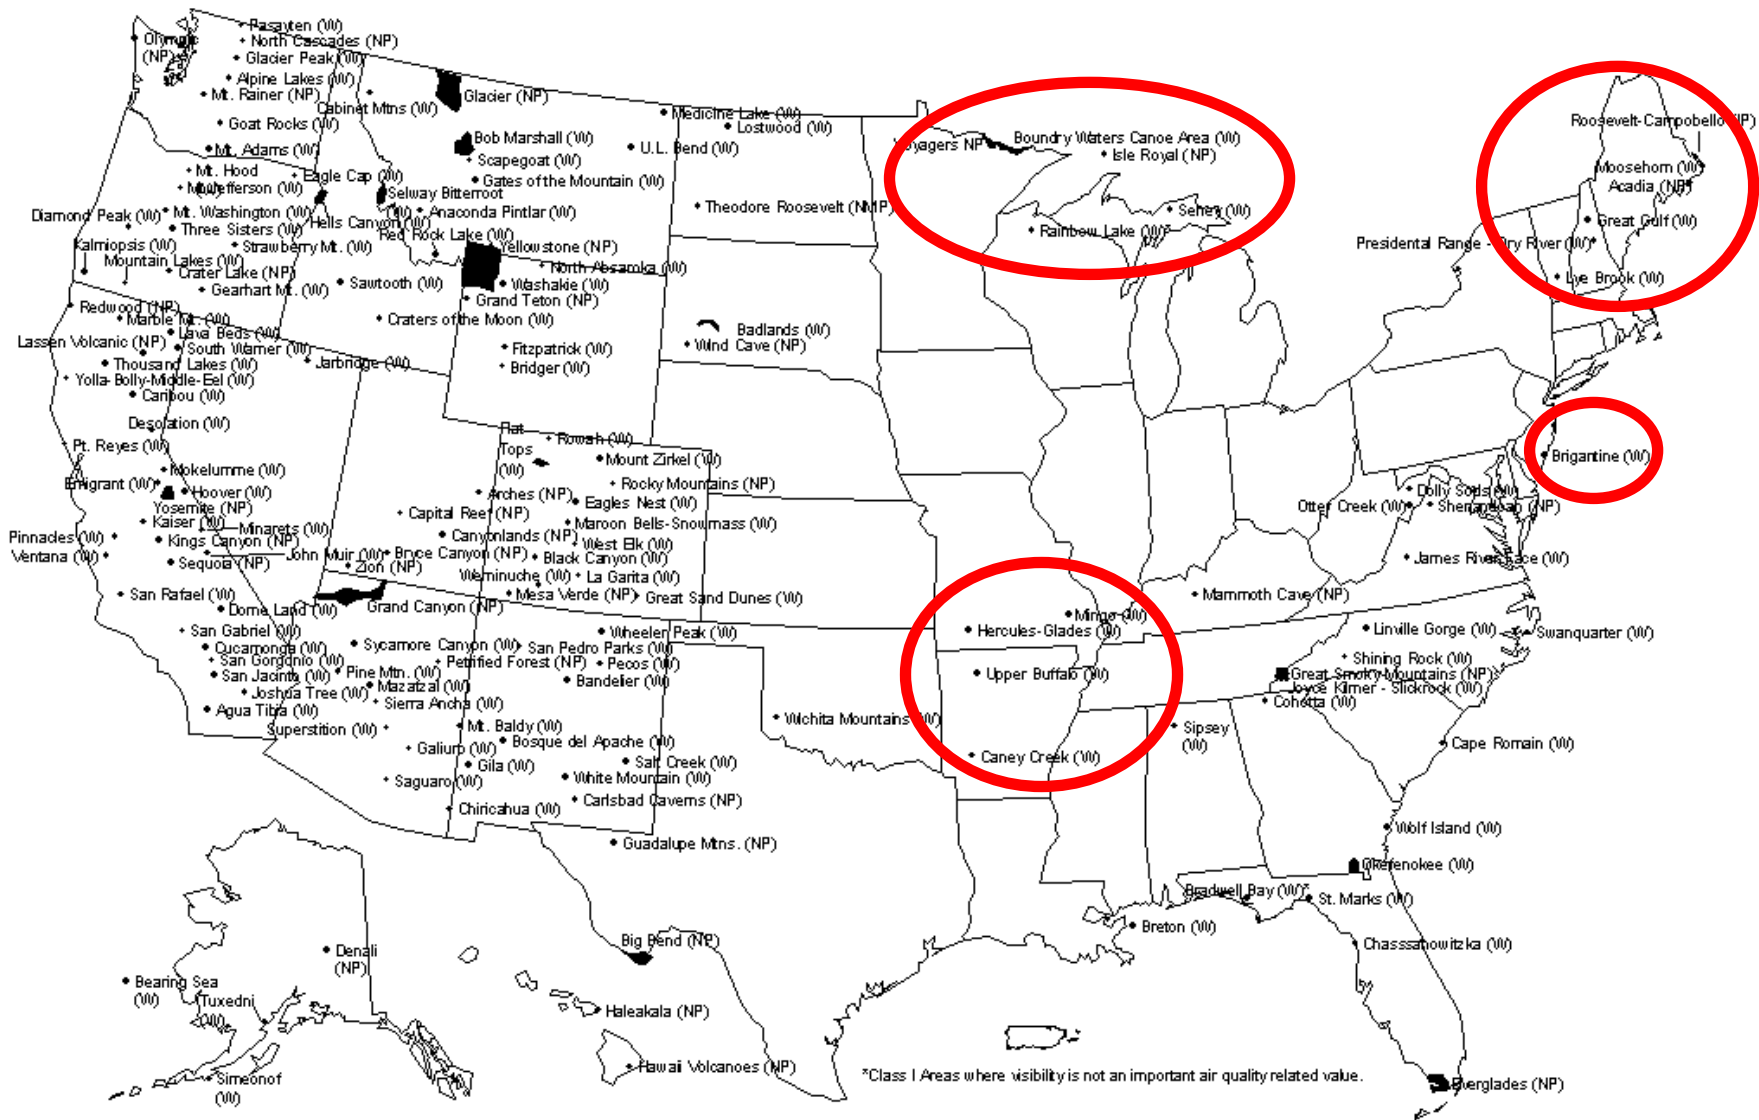 Pasayten (W)
Olympic
(NP)
North Cascades (NP)
Glacier Peak (W)
Alpine Lakes (W)
Mt. Rainer (NP)
Goat Rocks (W)
Mt. Adams (W)
Mt. Hood
Mt. Jefferson (W)
Eagle Cap (W)
Diamond Peak (W)
Mt. Washington (W)
Three Sisters (W)
Strawberry Mt. (W)
Kalmiopsis (W)
Mountain Lakes (W)
Crater Lake (NP)
Gearhart Mt. (W)
Cabinet Mtns (W)
Glacier (NP)
Bob Marshall (W)
Scapegoat (W)
Gates of the Mountain (W)
Selway Bitterroot
(W)
Anaconda Pintlar (W)
Hells Canyon (W)
Red Rock Lake (W)
Yellowstone (NP)
North Absaroka (W)
Washakie (W)
Grand Teton (NP)
Sawtooth (W)
Craters of the Moon (W)
Fitzpatrick (W)
Bridger (W)
Jarbridge (W)
Medicine Lake (W)
Lostwood (W)
U.L. Bend (W)
Theodore Roosevelt (NMP)
Badlands (W)
Wind Cave (NP)
Voyagers NP
Boundry Waters Canoe Area (W)
Isle Royal (NP)
Seney (W)
Rainbow Lake (W)*
Roosevelt-Campobello (NP)
Moosehorn (W)
Acadia (NP)
Great Gulf (W)
Presidental Range - Dry River (W)
Lye Brook (W)
Brigantine (W)
Redwood (NP)
Marble Mt. (W)
Lava Beds (W)
Lassen Volcanic (NP)
South Warner (W)
Thousand Lakes (W)
Yolla-Bolly-Middle-Eel (W)
Caribou (W)
Desolation (W)
Pt. Reyes (W)
Mokelumme (W)
Emigrant (W)
Hoover (W)
Yosemite (NP)
Kaiser (W)
Minarets (W)
Pinnacles (W)
Kings Canyon (NP)
Ventana (W)
John Muir (W)
Sequoia (NP)
San Rafael (W)
Dome Land (W)
San Gabriel (W)
Cucamonga (W)
San Gorgonio (W)
San Jacinto (W)
Joshua Tree (W)
Agua Tibia (W)
Flat
Tops
(W)
Rawah (W)
Mount Zirkel (W)
Rocky Mountains (NP)
Arches (NP)
Eagles Nest (W)
Capital Reef (NP)
Maroon Bells-Snowmass (W)
Canyonlands (NP)
West Elk (W)
Bryce Canyon (NP)
Black Canyon (W)
Zion (NP)
Weminuche (W)
La Garita (W)
Mesa Verde (NP)
Great Sand Dunes (W)
Grand Canyon (NP)
Wheeler Peak (W)
Sycamore Canyon (W)
San Pedro Parks (W)
Petrified Forest (NP)
Pecos (W)
Pine Mtn. (W)
Bandelier (W)
Mazatzal (W)
Sierra Ancha (W)
Superstition (W)
Mt. Baldy (W)
Bosque del Apache (W)
Galiuro (W)
Gila (W)
Salt Creek (W)
Saguaro (W)
White Mountain (W)
Carlsbad Caverns (NP)
Chiricahua (W)
Guadalupe Mtns. (NP)
Big Bend (NP)
Wichita Mountains (W)
Mingo (W)
Hercules-Glades (W)
Upper Buffalo (W)
Caney Creek (W)
Dolly Sods (W)
Otter Creek (W)
Shenandoah (NP)
James River Face (W)
Mammoth Cave (NP)
Linville Gorge (W)
Swanquarter (W)
Shining Rock (W)
Great Smoky Mountains (NP)
Joyce Kilmer - Slickrock (W)
Cohotta (W)
Sipsey
(W)
Cape Romain (W)
Wolf Island (W)
Okefenokee (W)
Bradwell Bay (W)*
St. Marks (W)
Breton (W)
Chasssahowitzka (W)
Everglades (NP)
Denali
(NP)
Bearing Sea
(W)
Tuxedni
(W)
Simeonof
(W)
Haleakala (NP)
Hawaii Volcanoes (NP)
*Class I Areas where visibility is not an important air quality related value.